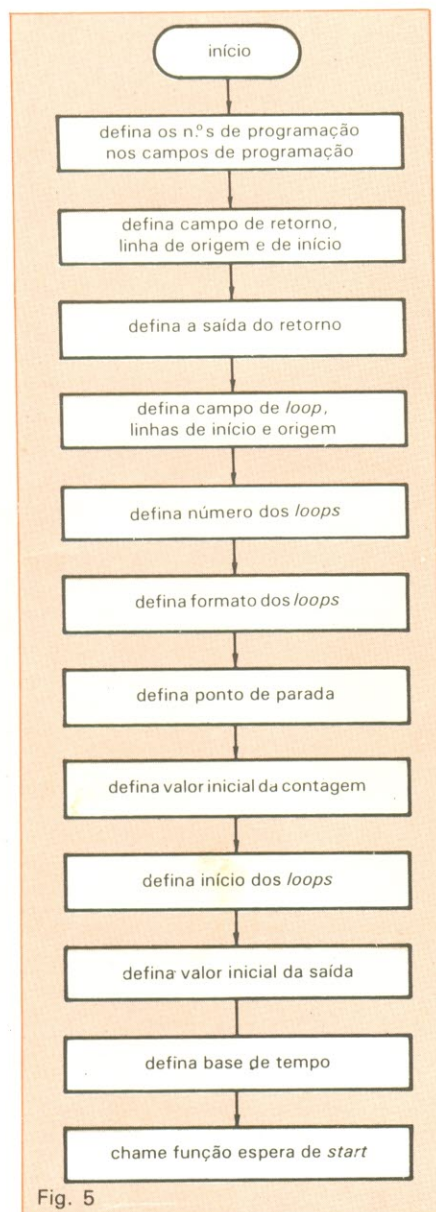 início
defina os n.ºs de programação
nos campos de programação
defina campo de retorno,
linha de origem e de início
defina a saída do retorno
defina campo de loop,
linhas de início e origem
defina número dos loops
defina formato dos loops
defina ponto de parada
defina valor inicial da contagem
defina início dos loops
defina valor inicial da saída
defina base de tempo
chame função espera de start
Fig. 5